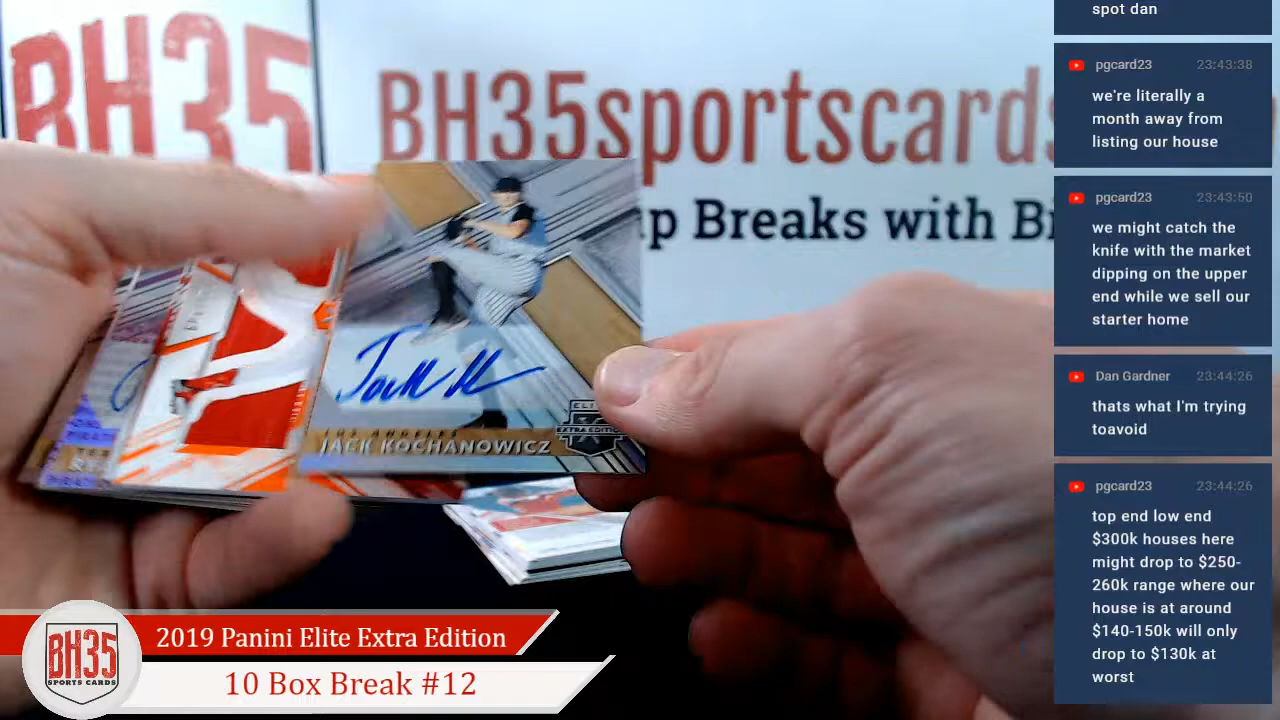 BH35
BH35sportscards
p Breaks with Br
Jack K
LOS ANGELES
JACK KOCHANOWICZ
ELITE
EXTRA EDITION
BH35
SPORTS CARDS
2019 Panini Elite Extra Edition
10 Box Break #12
spot dan
pgcard23 23:43:38
we're literally a
month away from
listing our house
pgcard23 23:43:50
we might catch the
knife with the market
dipping on the upper
end while we sell our
starter home
Dan Gardner 23:44:26
thats what I'm trying
toavoid
pgcard23 23:44:26
top end low end
$300k houses here
might drop to $250-
260k range where our
house is at around
$140-150k will only
drop to $130k at
worst